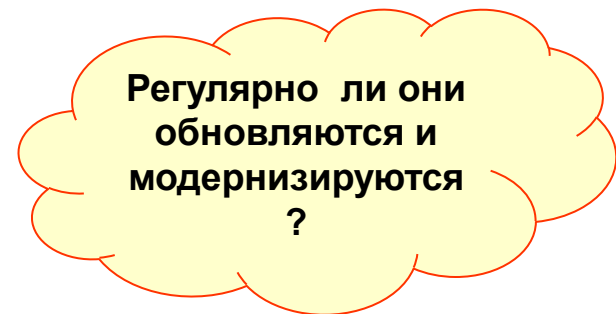 Регулярно ли они
обновляются и
модернизируются
?